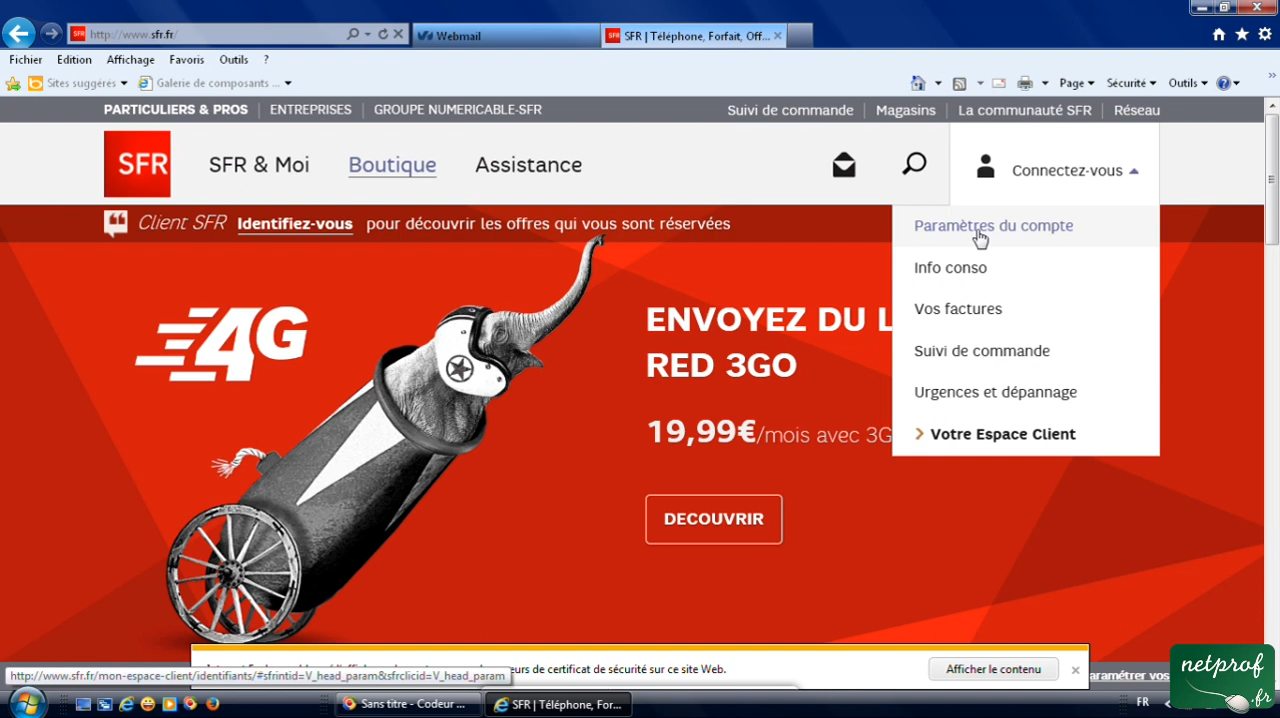 http://www.sfr.fr/
Webmail
SFR | Téléphone, Forfait, Off...
Fichier Edition Affichage Favoris Outils ?
Sites suggérés Galerie de composants ... Page Sécurité Outils
PARTICULIERS & PROS ENTREPRISES GROUPE NUMERICABLE-SFR Suivi de commande Magasins La communauté SFR Réseau
SFR SFR & Moi Boutique Assistance Connectez-vous
Client SFR Identifiez-vous pour découvrir les offres qui vous sont réservées
Paramètres du compte
Info conso
Vos factures
Suivi de commande
Urgences et dépannage
Votre Espace Client
4G
ENVOYEZ DU L
RED 3GO
19,99€/mois avec 3G
DECOUVRIR
eurs de certificat de sécurité sur ce site Web. Afficher le contenu
http://www.sfr.fr/mon-espace-client/identifiants/#sfrintid=V_head_param&sfrclicid=V_head_param
aramétrer vos
netprof
.fr
Sans titre - Codeur ... SFR | Téléphone, For... FR